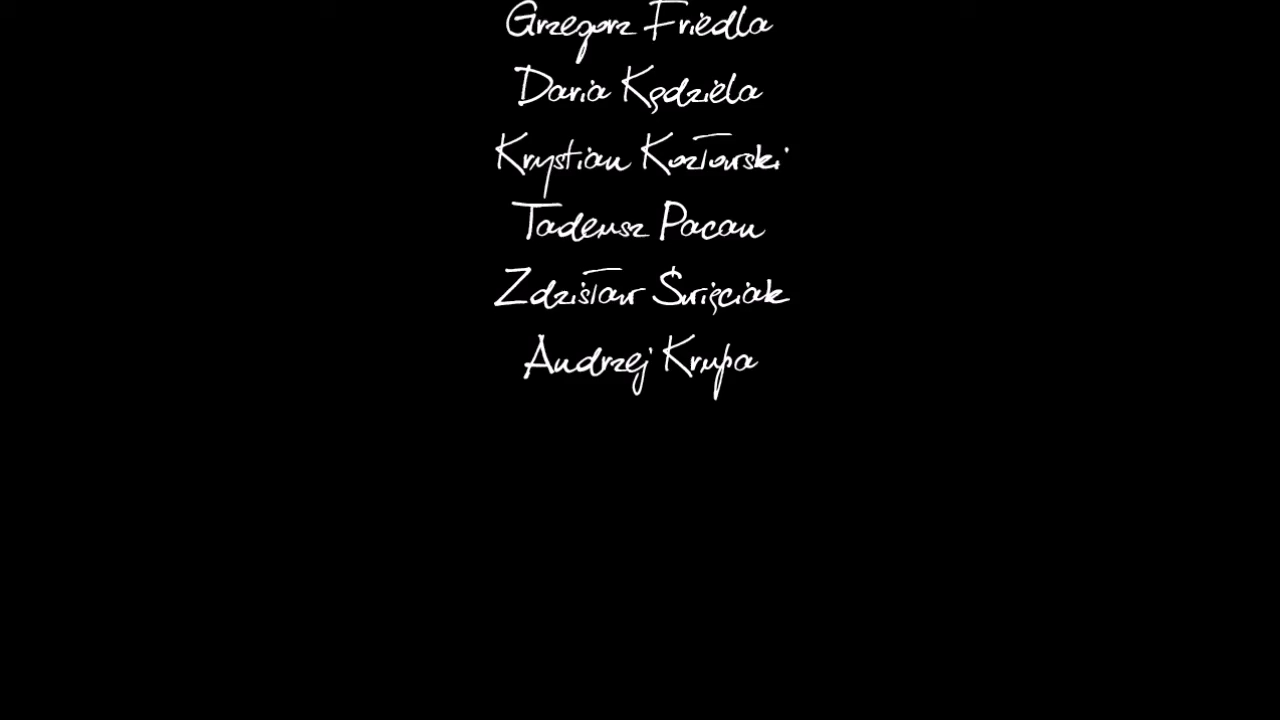 Grzegorz Friedla
Daria Kędziela
Krystian Kozłowski
Tadeusz Pacan
Zdzisław Święciak
Andrzej Krupa